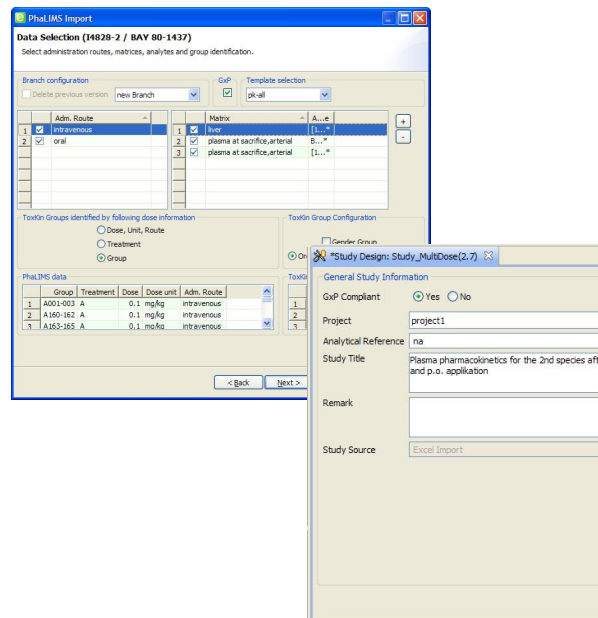 PhaLIMS Import
Data Selection (I4828-2 / BAY 80-1437)
Select administration routes, matrices, analytes and group identification.
Branch configuration GxP Template selection
Delete previous version new Branch pk-all
Adm. Route Matrix A...e
1 intravenous 1 liver [1...*
2 oral 2 plasma at sacrifice,arterial B...*
3 plasma at sacrifice,arterial [1...*
+
-
ToxKin Groups identified by following dose information ToxKin Group Configuration
Dose, Unit, Route
Treatment Gender Group
Group On
PhaLIMS data ToxKi
Group Treatment Dose Dose unit Adm. Route
1 A001-003 A 0.1 mg/kg intravenous 1
2 A160-162 A 0.1 mg/kg intravenous 2
3 A163-165 A 0.1 mg/kg intravenous 3
< Back Next >
*Study Design: Study_MultiDose(2.7)
General Study Information
GxP Compliant Yes No
Project project1
Analytical Reference na
Study Title Plasma pharmacokinetics for the 2nd species aft
and p.o. applikation
Remark
Study Source Excel Import